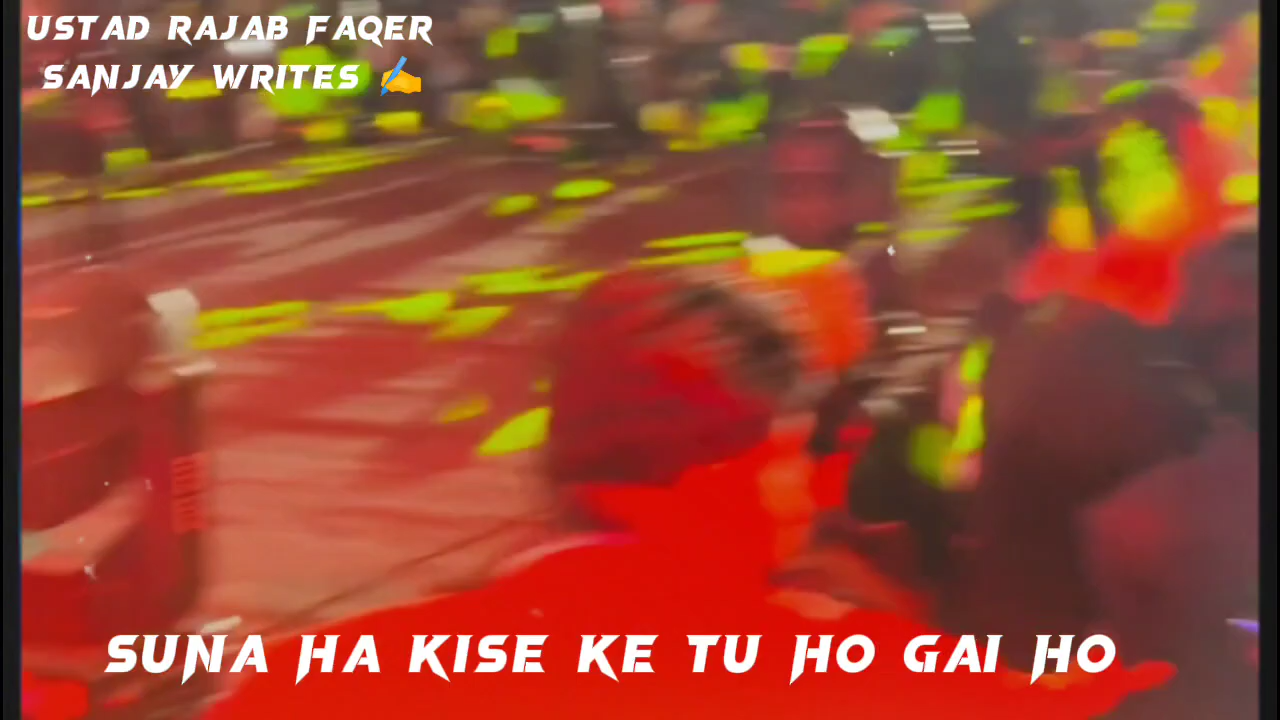 USTAD RAJAB FAQER
SANJAY WRITES ✍️
SUNA HA KISE KE TU HO GAI HO